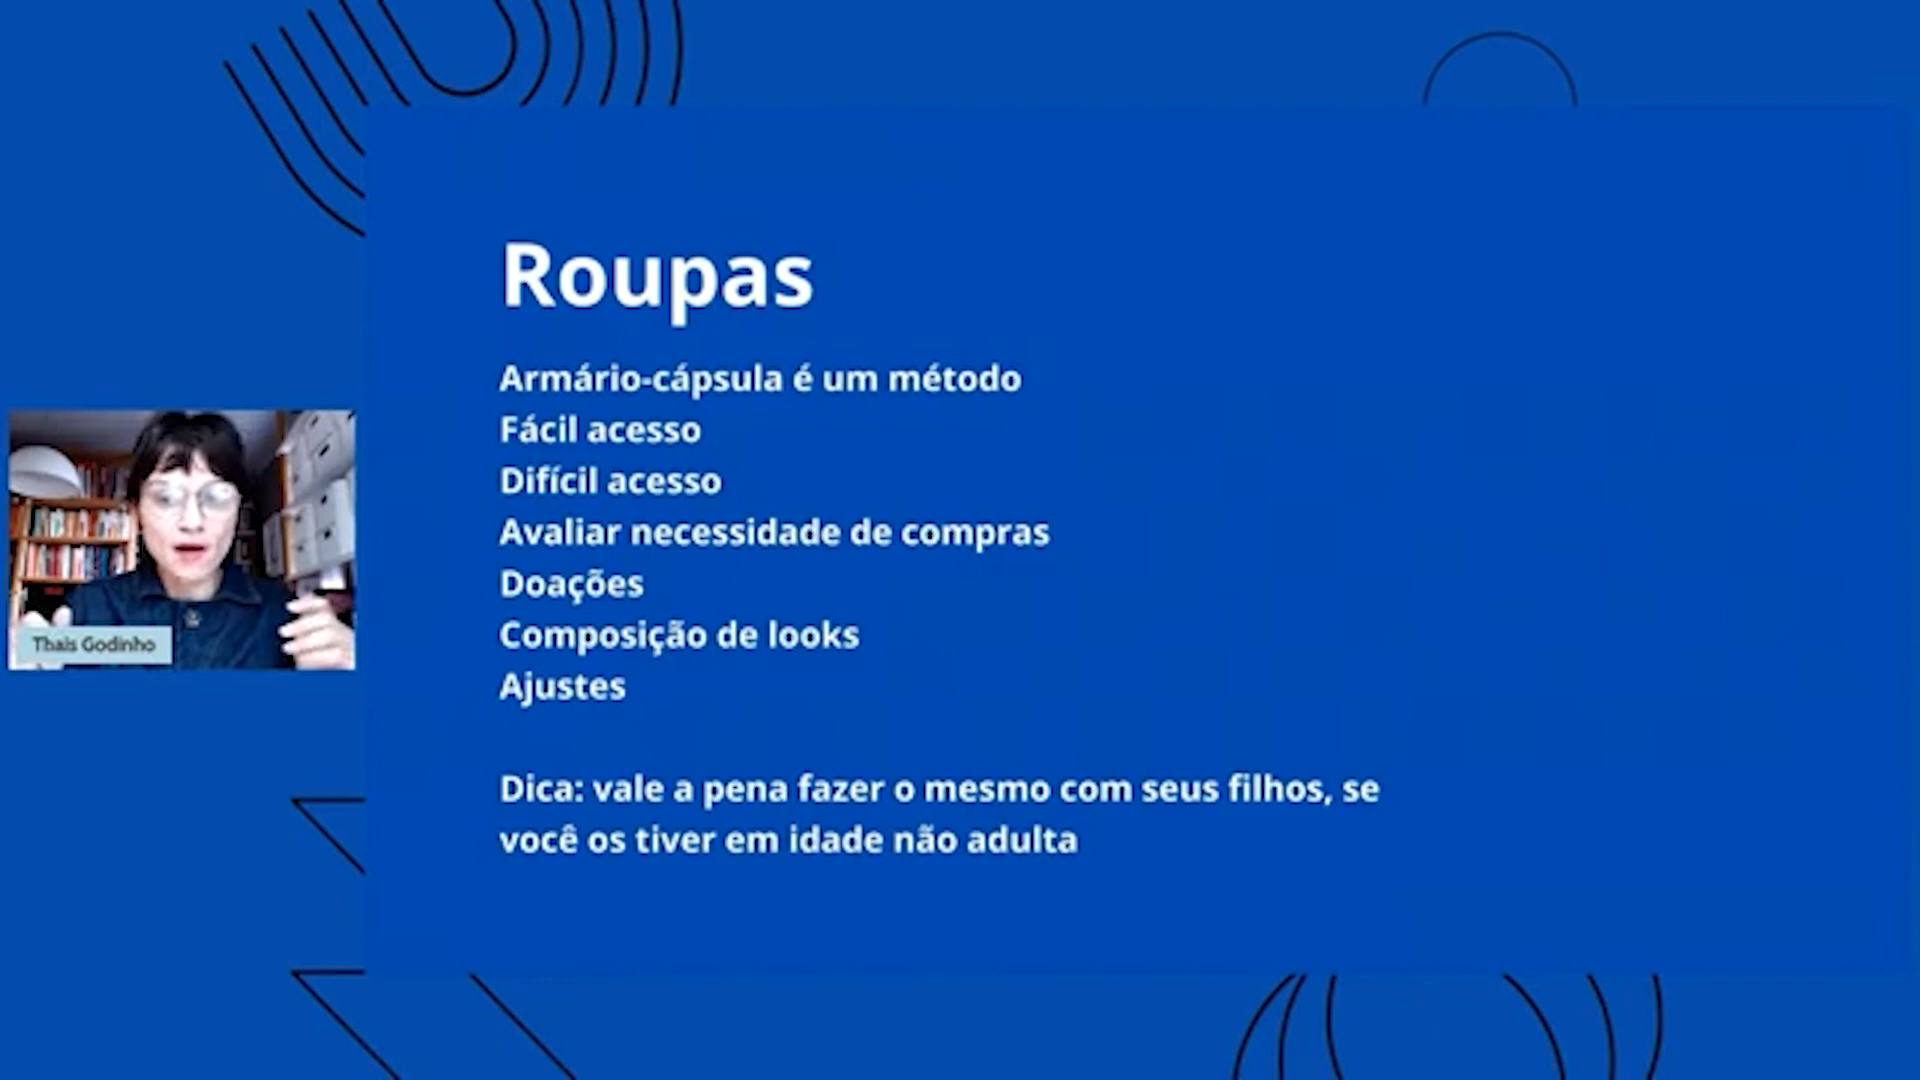 Roupas
Armário-cápsula é um método
Fácil acesso
Difícil acesso
Avaliar necessidade de compras
Doações
Composição de looks
Ajustes
Dica: vale a pena fazer o mesmo com seus filhos, se
você os tiver em idade não adulta
Thais Godinho